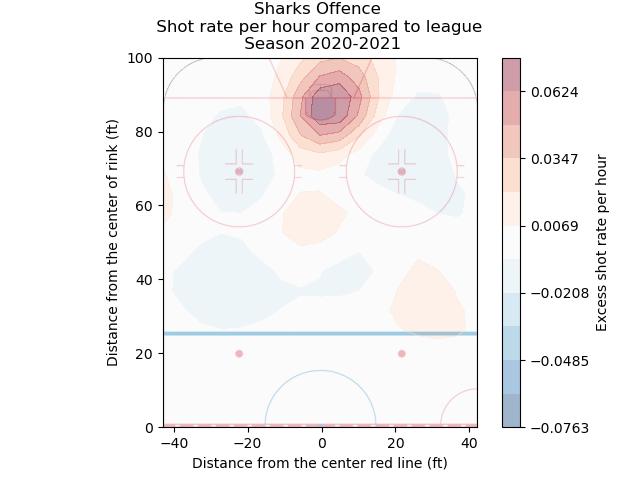 Sharks Offence
Shot rate per hour compared to league
Season 2020-2021
100
80
60
40
20
0
−40
−20
0
20
40
Distance from the center of rink (ft)
Distance from the center red line (ft)
0.0624
0.0347
0.0069
−0.0208
−0.0485
−0.0763
Excess shot rate per hour